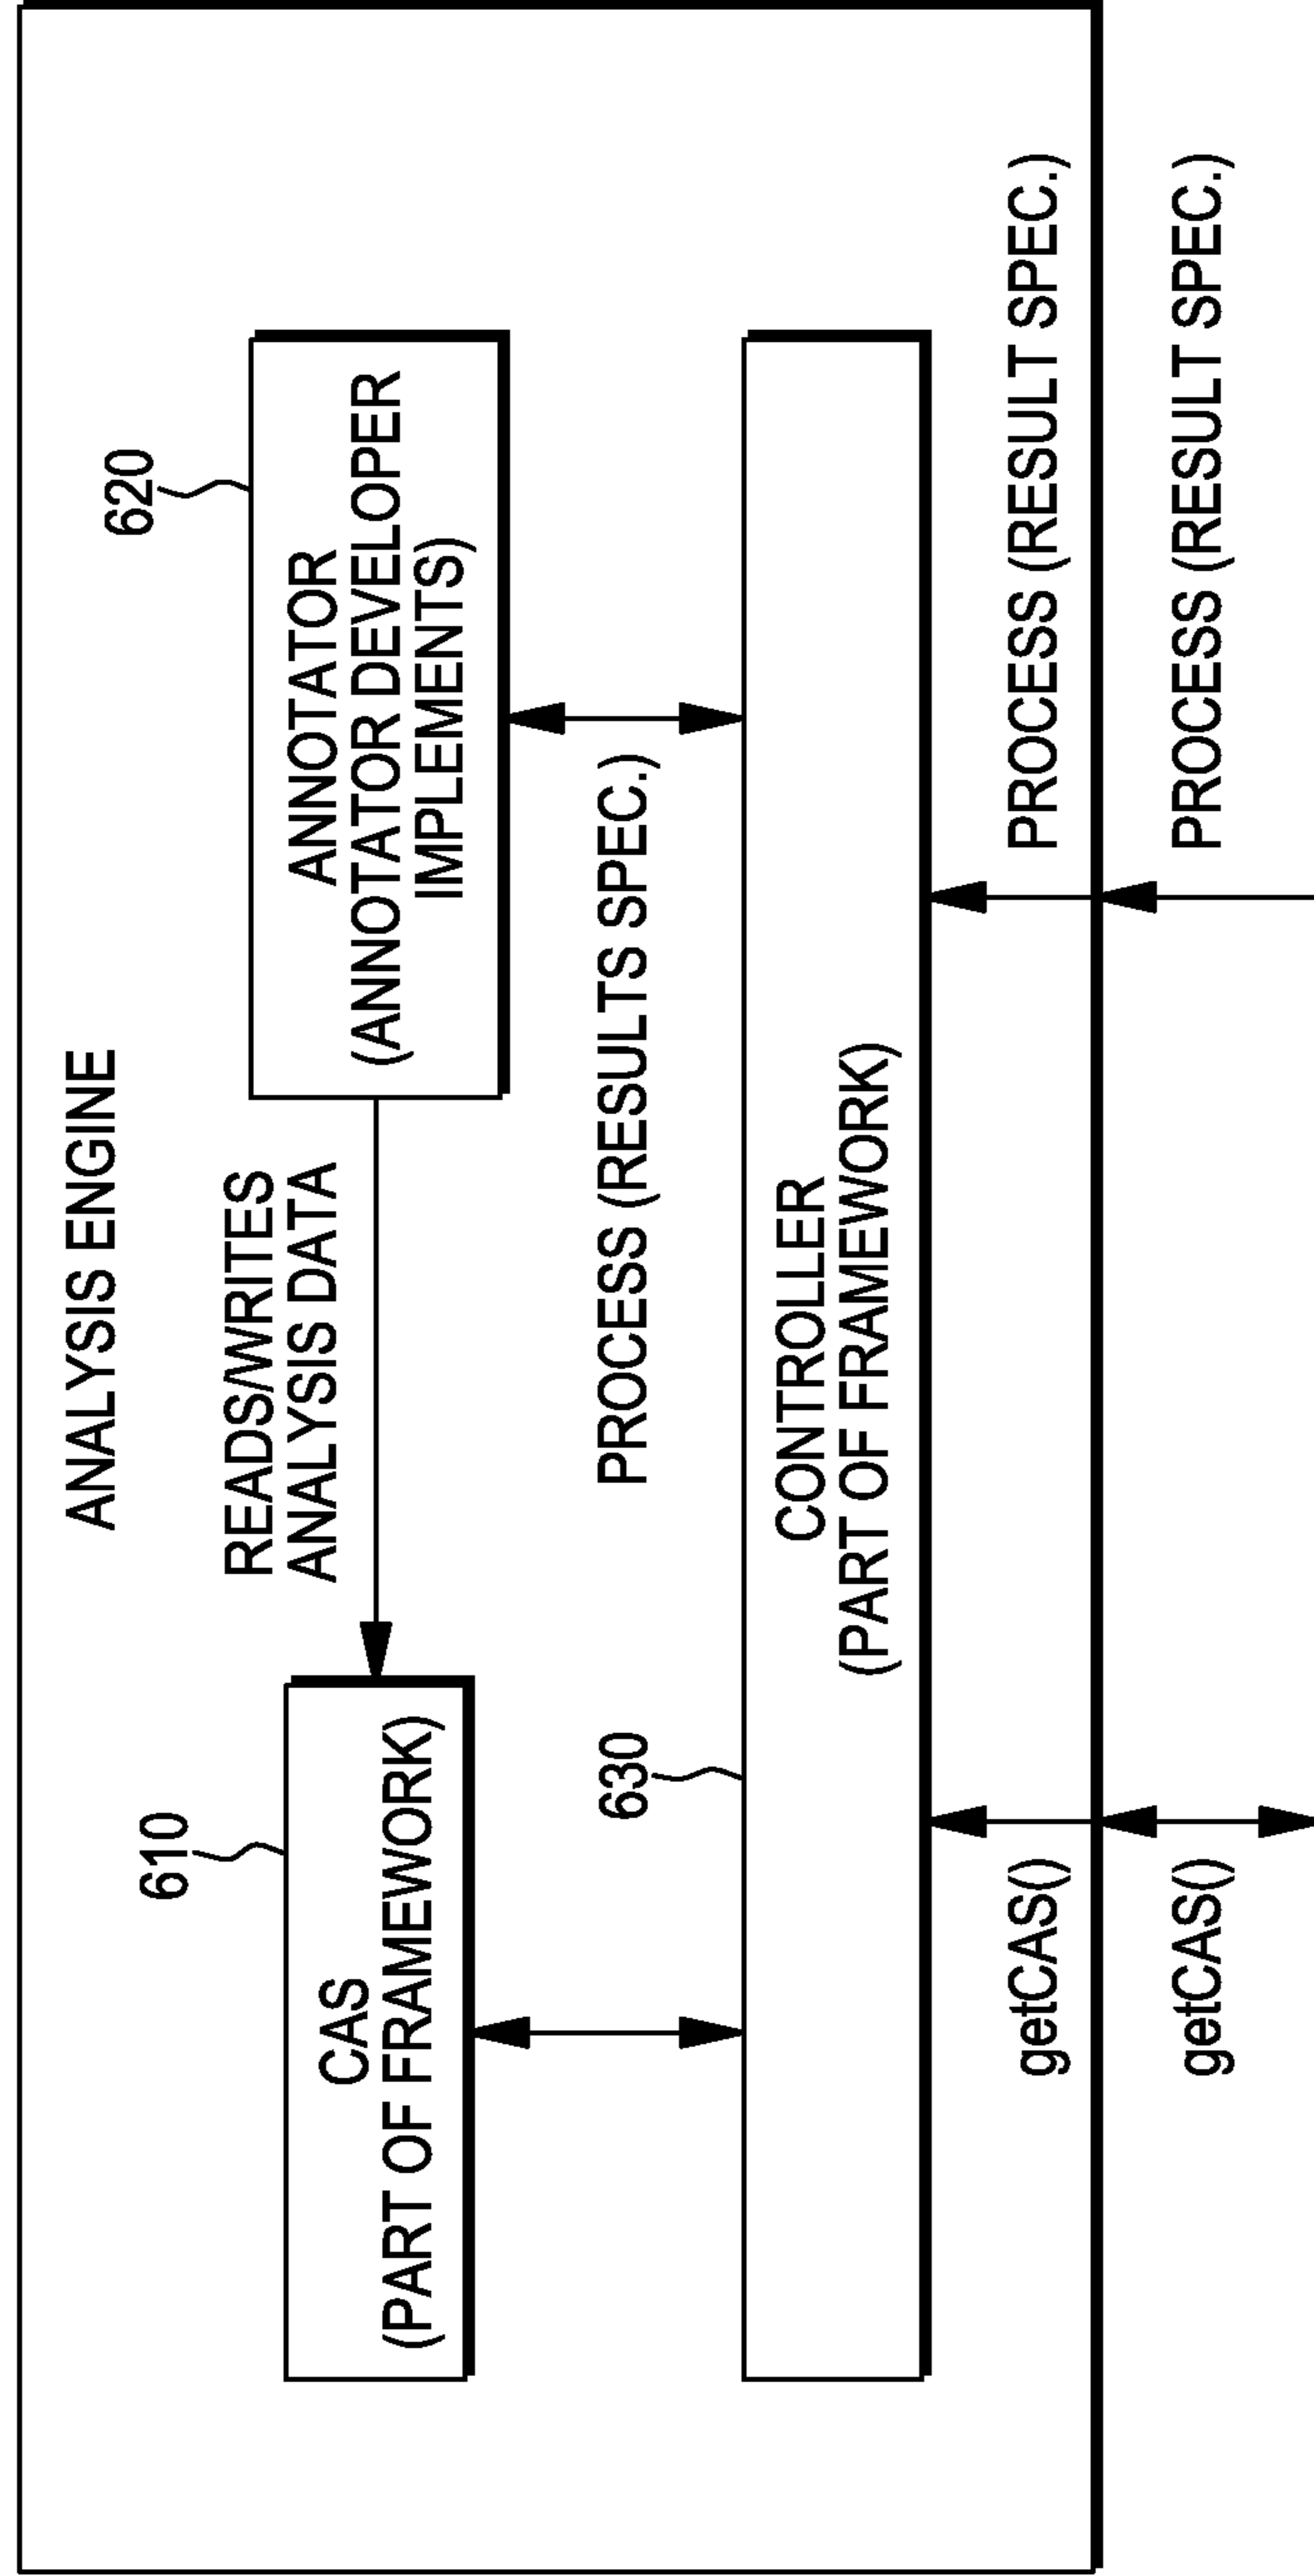 ANALYSIS ENGINE
610
CAS
(PART OF FRAMEWORK)
READS/WRITES
ANALYSIS DATA
620
ANNOTATOR
(ANNOTATOR DEVELOPER
IMPLEMENTS)
630
PROCESS (RESULTS SPEC.)
CONTROLLER
(PART OF FRAMEWORK)
getCAS()
PROCESS (RESULT SPEC.)
getCAS()
PROCESS (RESULT SPEC.)